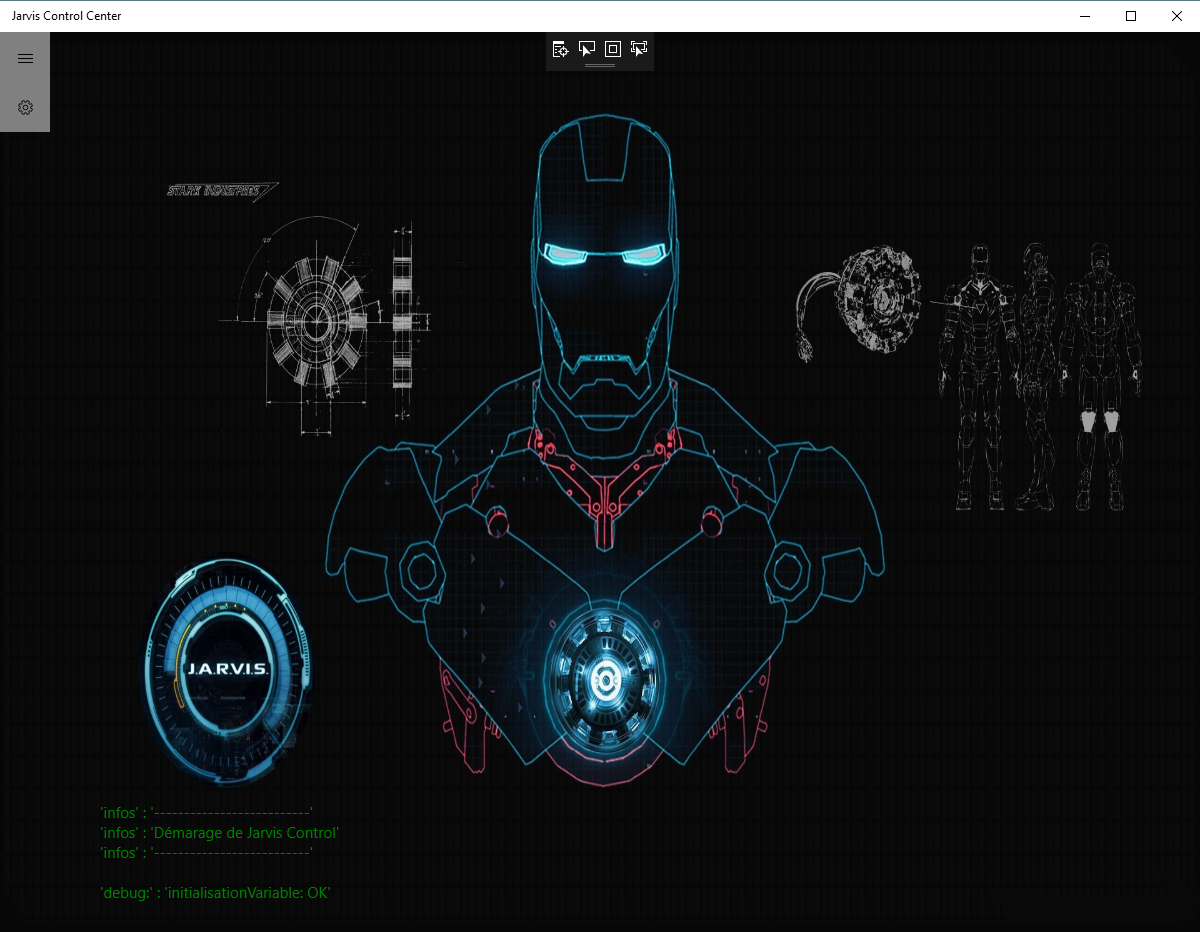 Jarvis Control Center
STARK INDUSTRIES
J.A.R.V.I.S.
'infos' : '--------------------------'
'infos' : 'Démarage de Jarvis Control'
'infos' : '--------------------------'
'debug:' : 'initialisationVariable: OK'